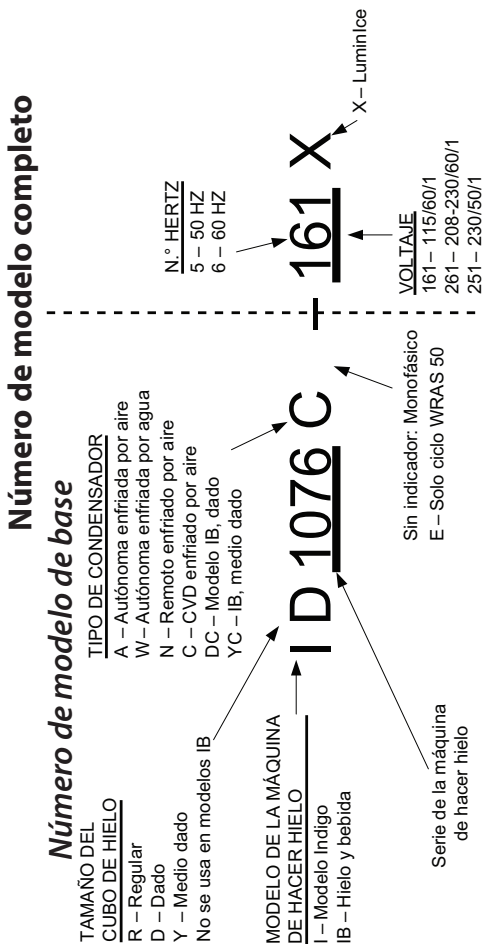 Número de modelo completo
Número de modelo de base
TAMAÑO DEL
CUBO DE HIELO
R – Regular
D – Dado
Y – Medio dado
No se usa en modelos IB
TIPO DE CONDENSADOR
A – Autónoma enfriada por aire
W – Autónoma enfriada por agua
N – Remoto enfriado por aire
C – CVD enfriado por aire
DC – Modelo IB, dado
YC – IB, medio dado
N.° HERTZ
5 – 50 HZ
6 – 60 HZ
I D 1076 C – 161 X
MODELO DE LA MÁQUINA
DE HACER HIELO
I – Modelo Indigo
IB – Hielo y bebida
Serie de la máquina
de hacer hielo
Sin indicador: Monofásico
E – Solo ciclo WRAS 50
VOLTAJE
161 – 115/60/1
261 – 208-230/60/1
251 – 230/50/1
X – LuminIce